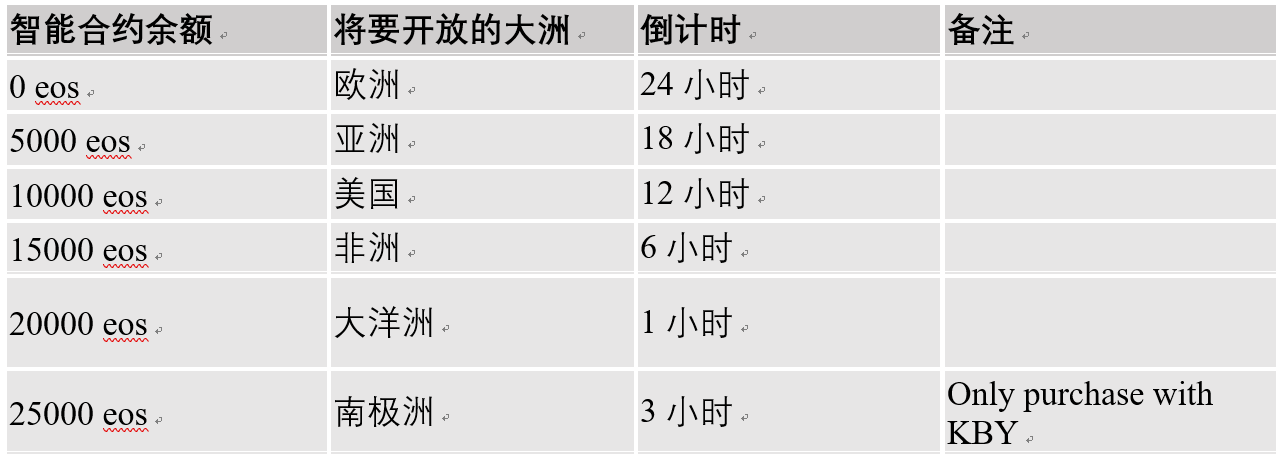 智能合约余额 将要开放的大洲 倒计时 备注
0 eos 欧洲 24 小时
5000 eos 亚洲 18 小时
10000 eos 美国 12 小时
15000 eos 非洲 6 小时
20000 eos 大洋洲 1 小时
25000 eos 南极洲 3 小时 Only purchase with
KBY